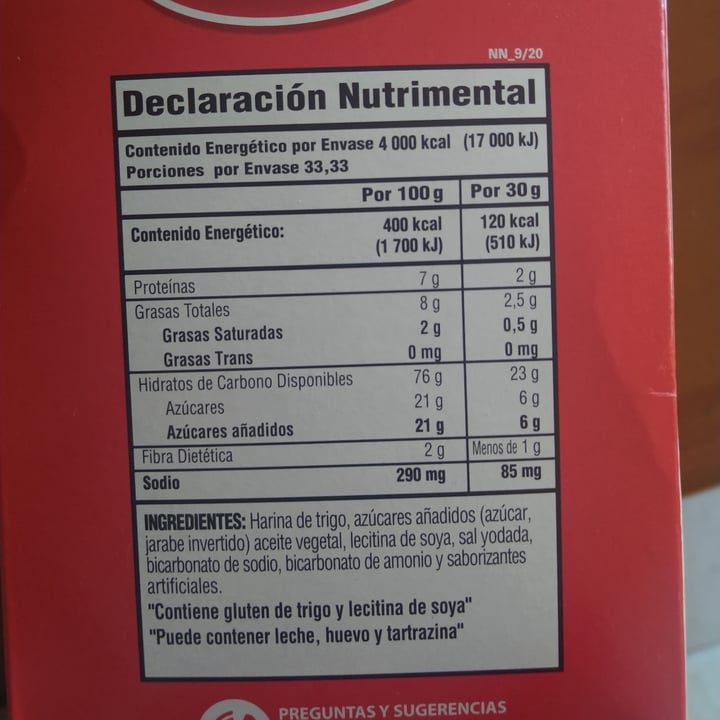 NN_9/20
Declaración Nutrimental
Contenido Energético por Envase 4 000 kcal (17 000 kJ)
Porciones por Envase 33,33
Por 100 g Por 30 g
Contenido Energético: 400 kcal 120 kcal
(1 700 kJ) (510 kJ)
Proteínas 7 g 2 g
Grasas Totales 8 g 2,5 g
Grasas Saturadas 2 g 0,5 g
Grasas Trans 0 mg 0 mg
Hidratos de Carbono Disponibles 76 g 23 g
Azúcares 21 g 6 g
Azúcares añadidos 21 g 6 g
Fibra Dietética 2 g Menos de 1 g
Sodio 290 mg 85 mg
INGREDIENTES: Harina de trigo, azúcares añadidos (azúcar,
jarabe invertido) aceite vegetal, lecitina de soya, sal yodada,
bicarbonato de sodio, bicarbonato de amonio y saborizantes
artificiales.
"Contiene gluten de trigo y lecitina de soya"
"Puede contener leche, huevo y tartrazina"
PREGUNTAS Y SUGERENCIAS